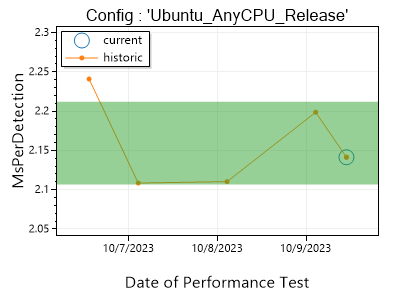 Config : 'Ubuntu_AnyCPU_Release'
2.3
2.25
2.2
2.15
2.1
2.05
current
historic
MsPerDetection
10/7/2023
10/8/2023
10/9/2023
Date of Performance Test